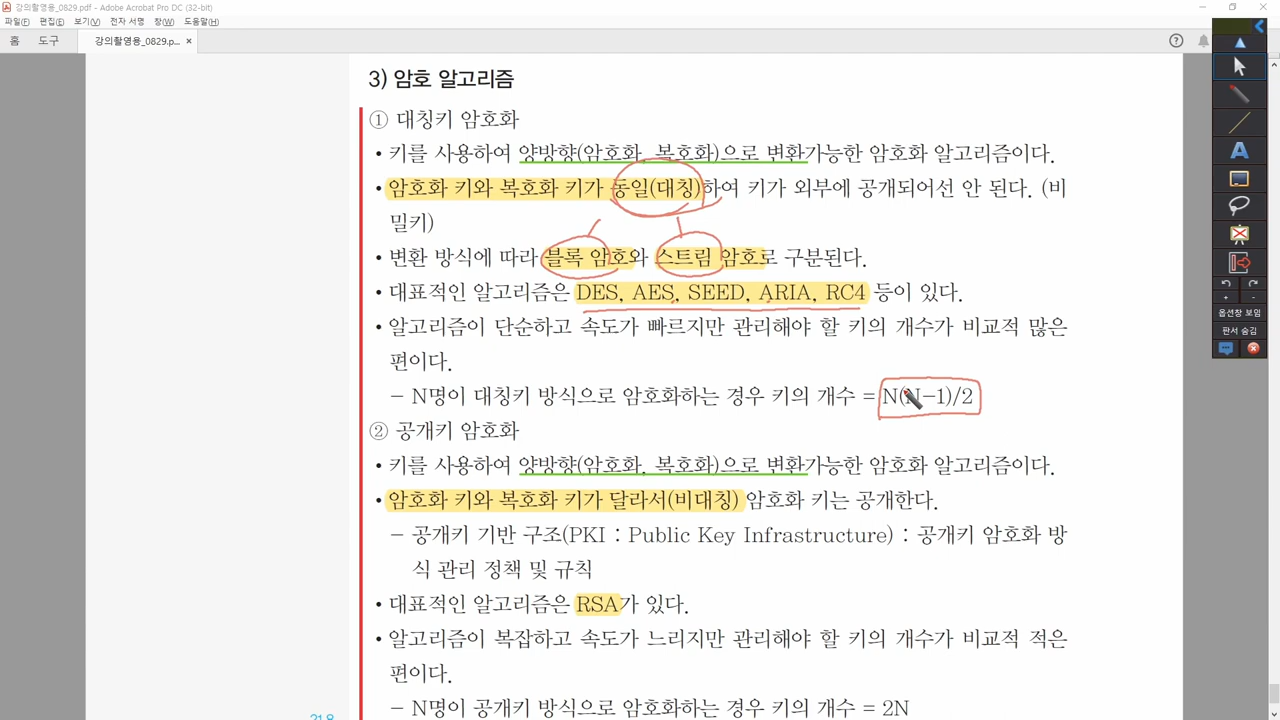 강의촬영용_0829.pdf - Adobe Acrobat Pro DC (32-bit)
파일(F) 편집(E) 보기(V) 전자 서명 창(W) 도움말(H)
홈 도구 강의촬영용_0829.p... ×
3) 암호 알고리즘
① 대칭키 암호화
• 키를 사용하여 양방향(암호화, 복호화)으로 변환가능한 암호화 알고리즘이다.
• 암호화 키와 복호화 키가 동일(대칭)하여 키가 외부에 공개되어선 안 된다. (비
밀키)
• 변환 방식에 따라 블록 암호와 스트림 암호로 구분된다.
• 대표적인 알고리즘은 DES, AES, SEED, ARIA, RC4 등이 있다.
• 알고리즘이 단순하고 속도가 빠르지만 관리해야 할 키의 개수가 비교적 많은
편이다.
- N명이 대칭키 방식으로 암호화하는 경우 키의 개수 = N(N-1)/2
② 공개키 암호화
• 키를 사용하여 양방향(암호화, 복호화)으로 변환가능한 암호화 알고리즘이다.
• 암호화 키와 복호화 키가 달라서(비대칭) 암호화 키는 공개한다.
- 공개키 기반 구조(PKI : Public Key Infrastructure) : 공개키 암호화 방
식 관리 정책 및 규칙
• 대표적인 알고리즘은 RSA가 있다.
• 알고리즘이 복잡하고 속도가 느리지만 관리해야 할 키의 개수가 비교적 적은
편이다.
- N명이 공개키 방식으로 암호화하는 경우 키의 개수 = 2N
218
A
옵션창 보임
판서 숨김